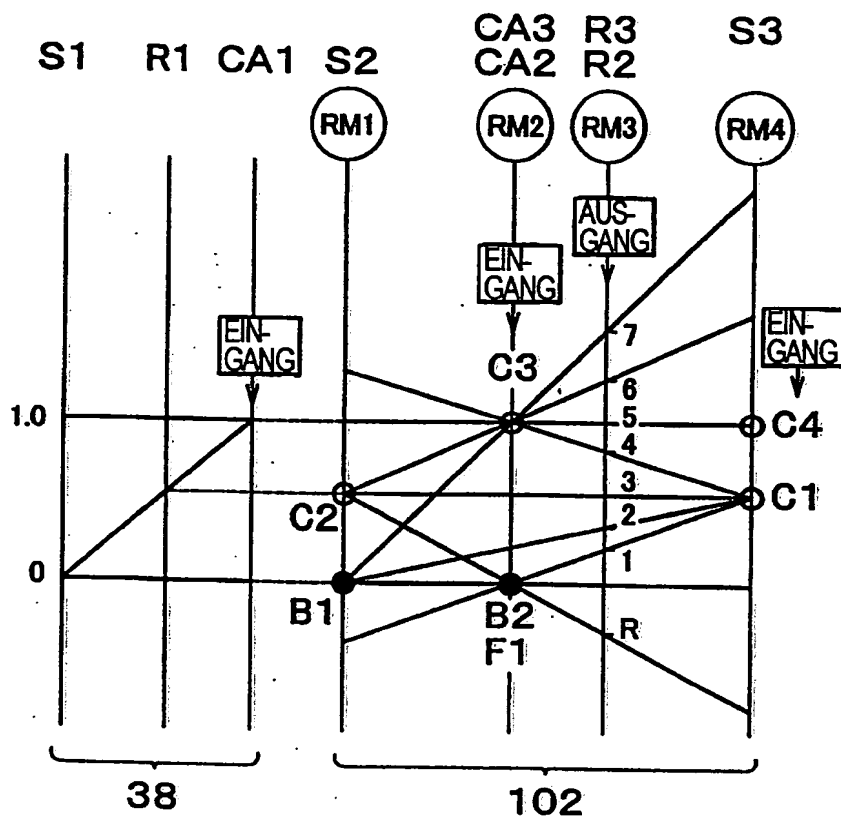 CA3 R3 S3
S1 R1 CA1 S2 CA2 R2
RM1 RM2 RM3 RM4
AUS-
GANG
EIN-
GANG
EIN-
GANG
EIN-
GANG
7
C3
6
1.0
5
C4
4
3
C1
C2
2
1
0
B1
B2
F1
R
38
102